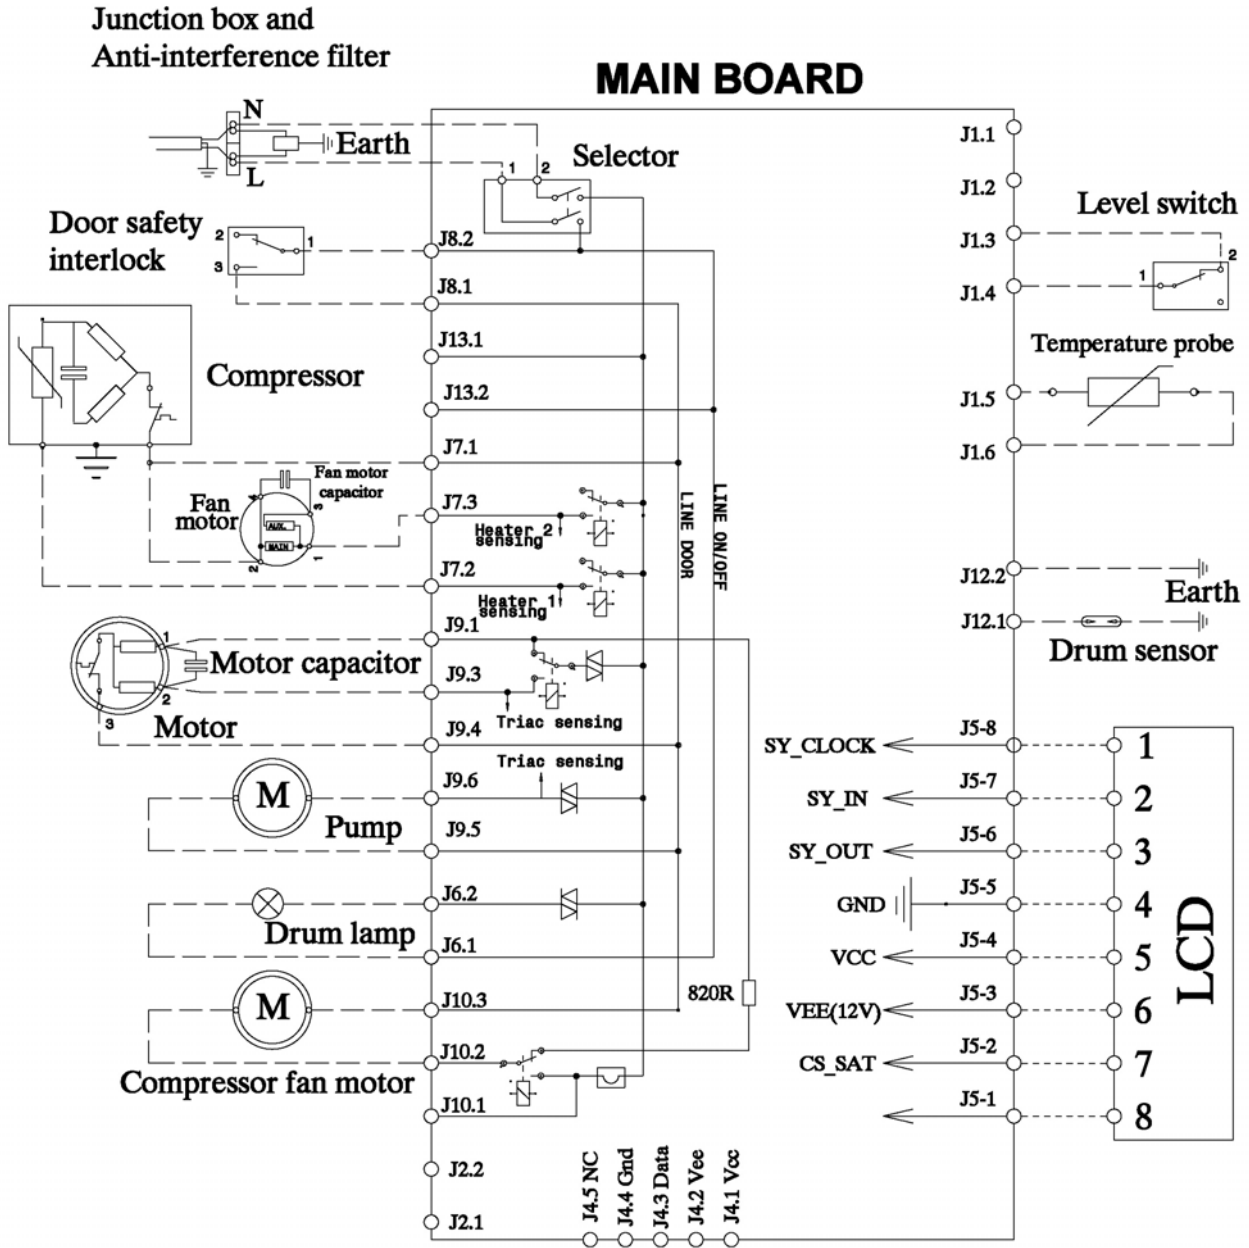 Junction box and
Anti-interference filter
MAIN BOARD
N
Earth
L
Selector
1 2
Door safety
interlock
2
1
3
J8.2
J8.1
J13.1
J13.2
Compressor
J7.1
Fan motor
capacitor
Fan
motor
4
3
AUX.
MAIN
2
1
J7.3
Heater 2
sensing
J7.2
Heater 1
sensing
LINE DOOR
LINE ON/OFF
J9.1
1
Motor capacitor
2
3
Motor
J9.3
Triac sensing
J9.4
Triac sensing
M
J9.6
Pump
J9.5
J6.2
Drum lamp
J6.1
M
J10.3
820R
J10.2
Compressor fan motor
J10.1
J2.2
J2.1
J4.5 NC
J4.4 Gnd
J4.3 Data
J4.2 Vee
J4.1 Vcc
J1.1
J1.2
Level switch
J1.3
2
1
J1.4
Temperature probe
J1.5
J1.6
J12.2
Earth
J12.1
Drum sensor
SY_CLOCK
J5-8
1
SY_IN
J5-7
2
SY_OUT
J5-6
3
GND
J5-5
4
VCC
J5-4
5
VEE(12V)
J5-3
6
CS_SAT
J5-2
7
J5-1
8
LCD